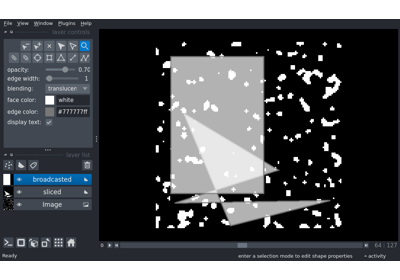 File View Window Plugins Help
layer controls
opacity: 0.70
edge width: 1
blending: translucen
face color: white
edge color: #777777ff
display text:
layer list
broadcasted
sliced
Image
0 64 127
Ready enter a selection mode to edit shape properties activity